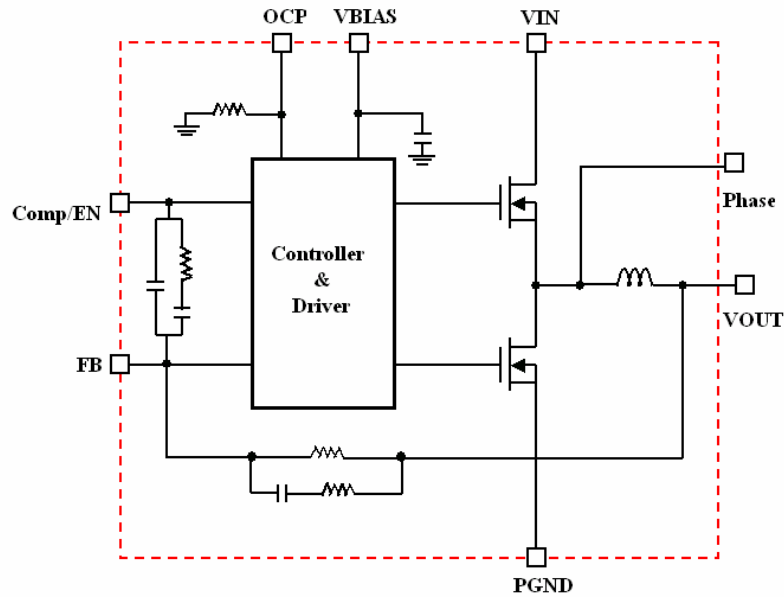 OCP
VBIAS
VIN
Comp/EN
Phase
Controller
&
Driver
VOUT
FB
PGND